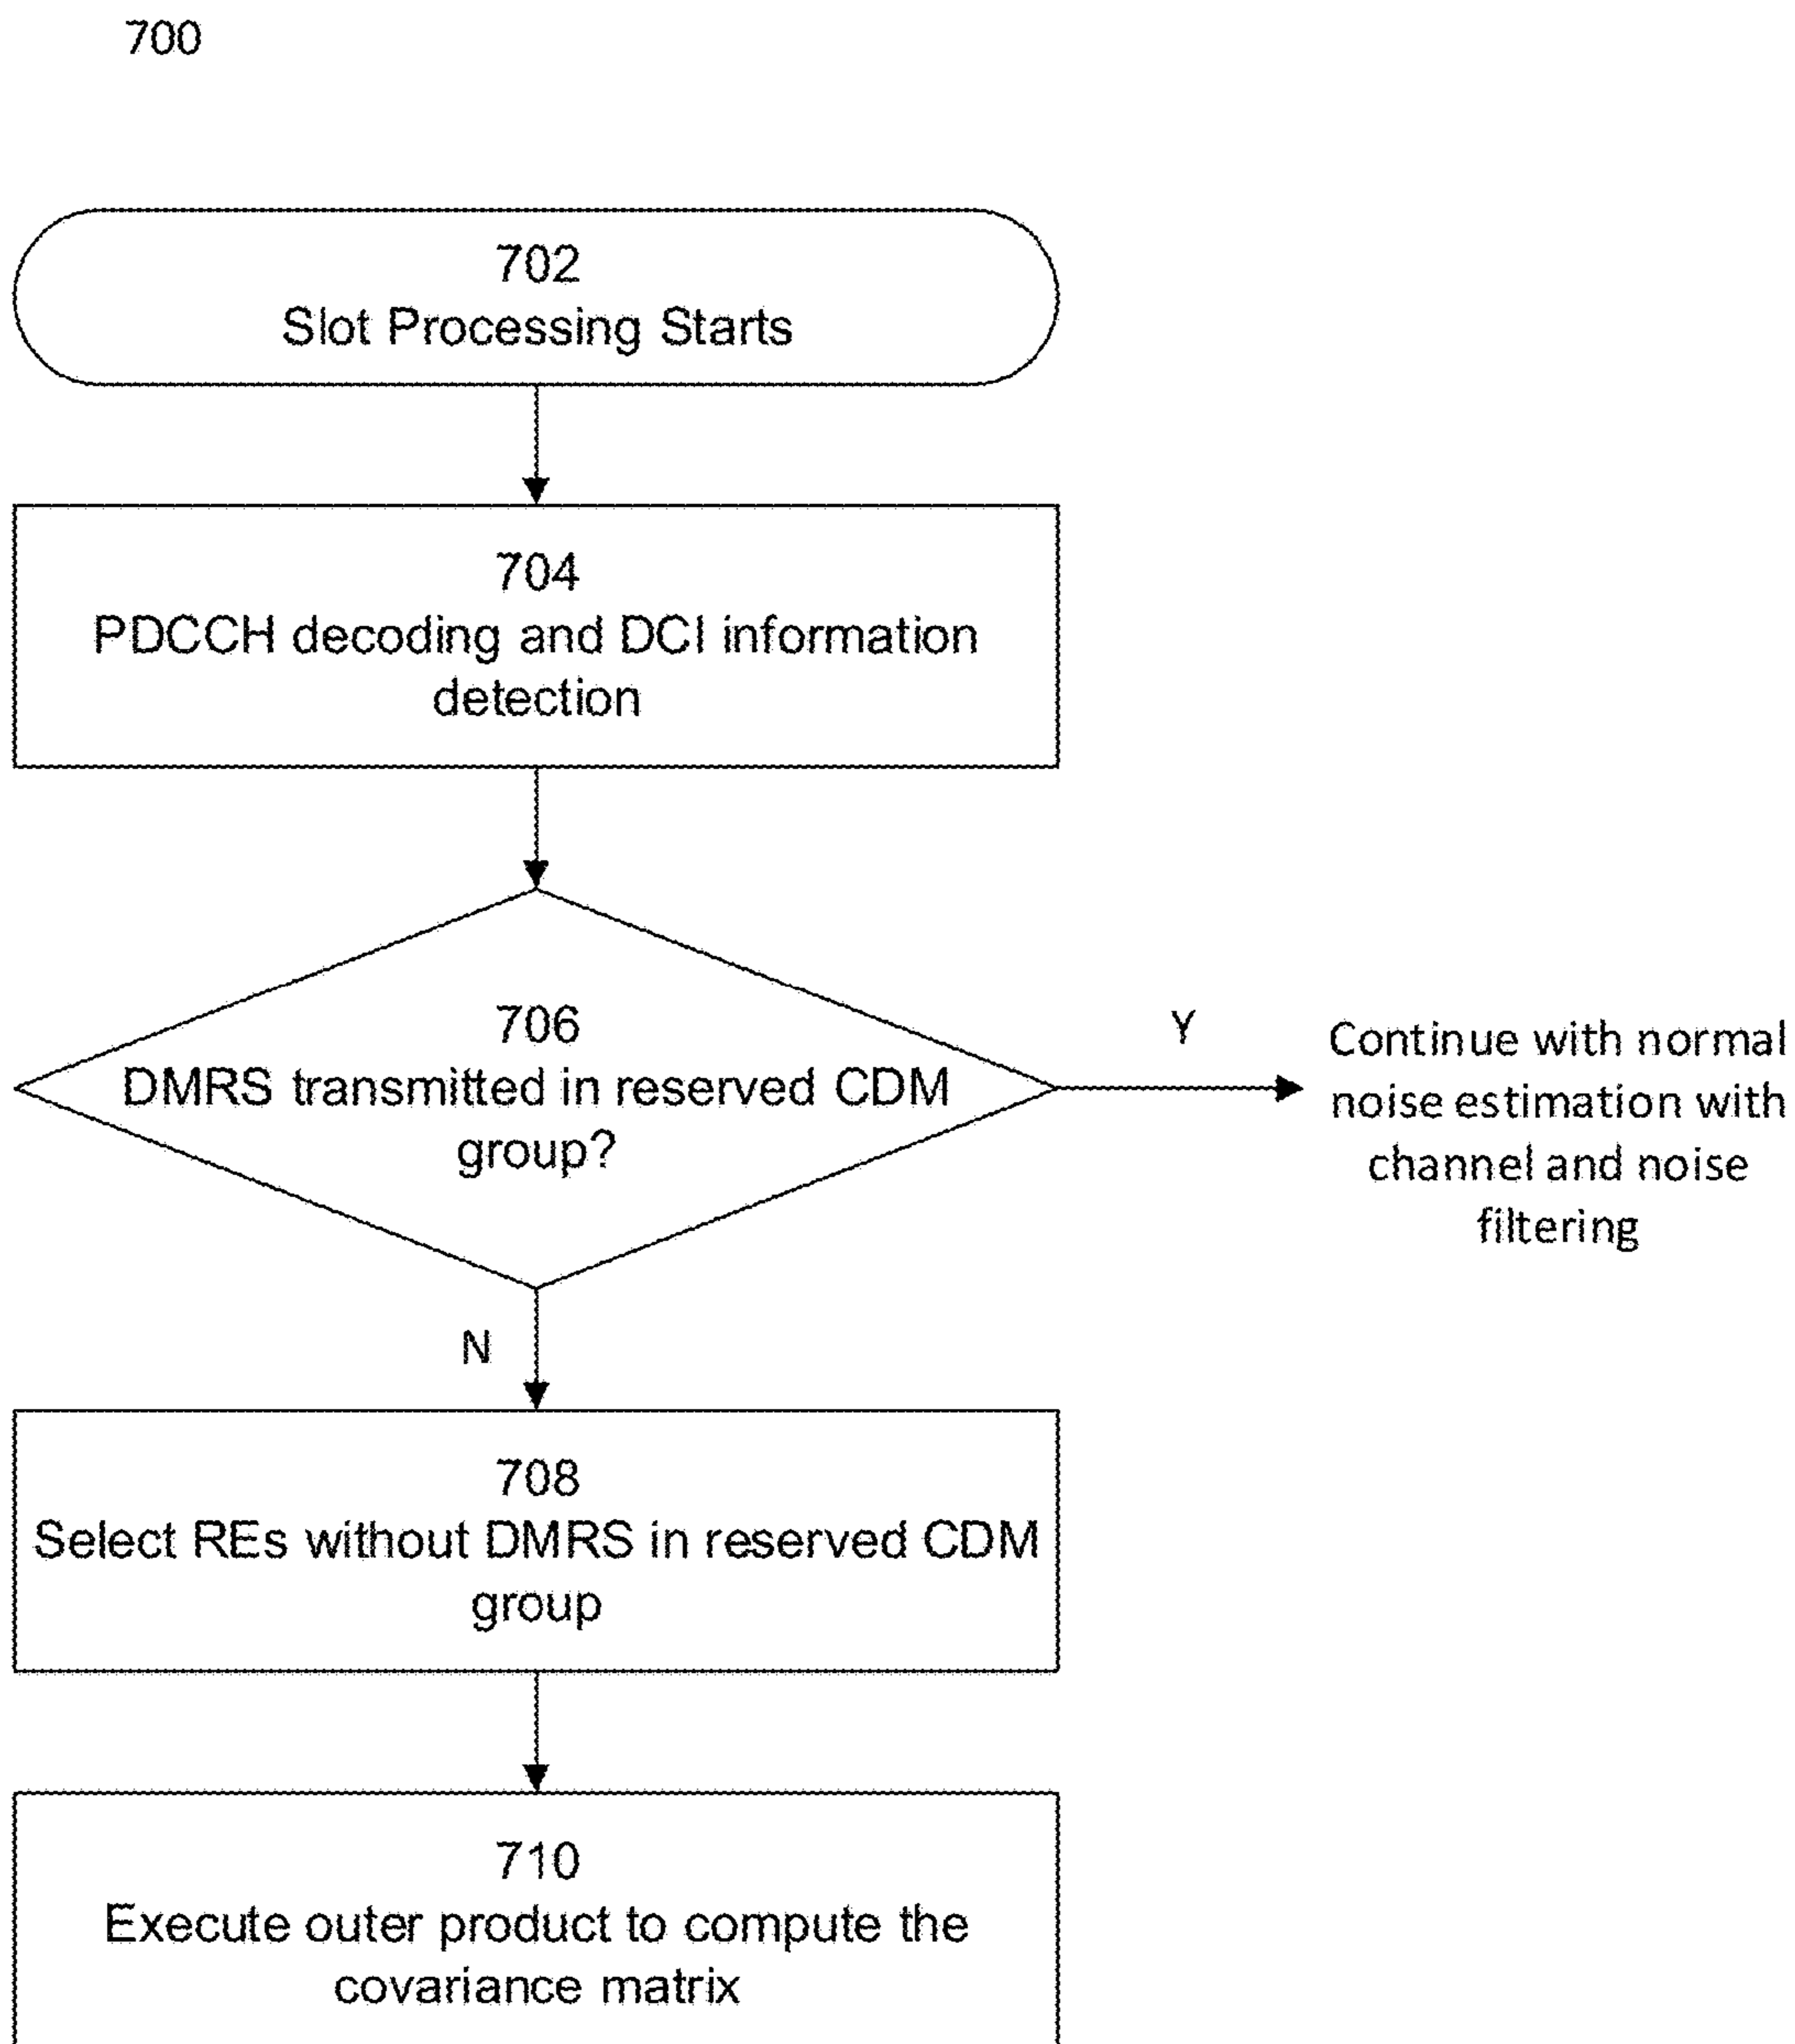 700
702
Slot Processing Starts
704
PDCCH decoding and DCI information
detection
706
DMRS transmitted in reserved CDM
group?
Y
Continue with normal
noise estimation with
channel and noise
filtering
N
708
Select REs without DMRS in reserved CDM
group
710
Execute outer product to compute the
covariance matrix